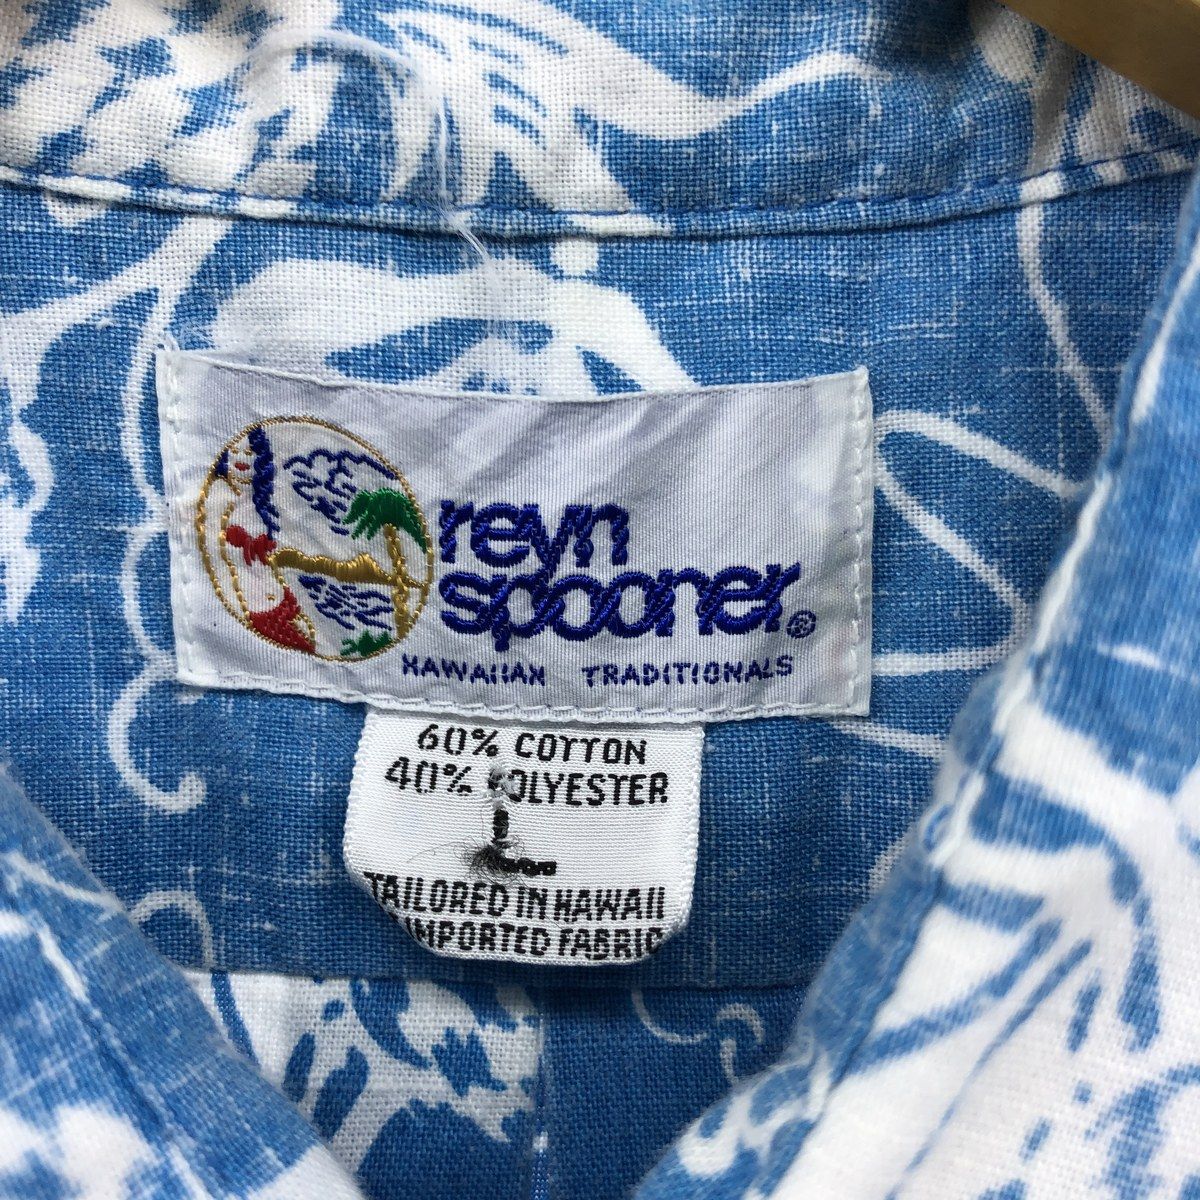 reyn
spooner®
HAWAIIAN TRADITIONALS
60% COTTON
40% POLYESTER
L
TAILORED IN HAWAII
IMPORTED FABRIC